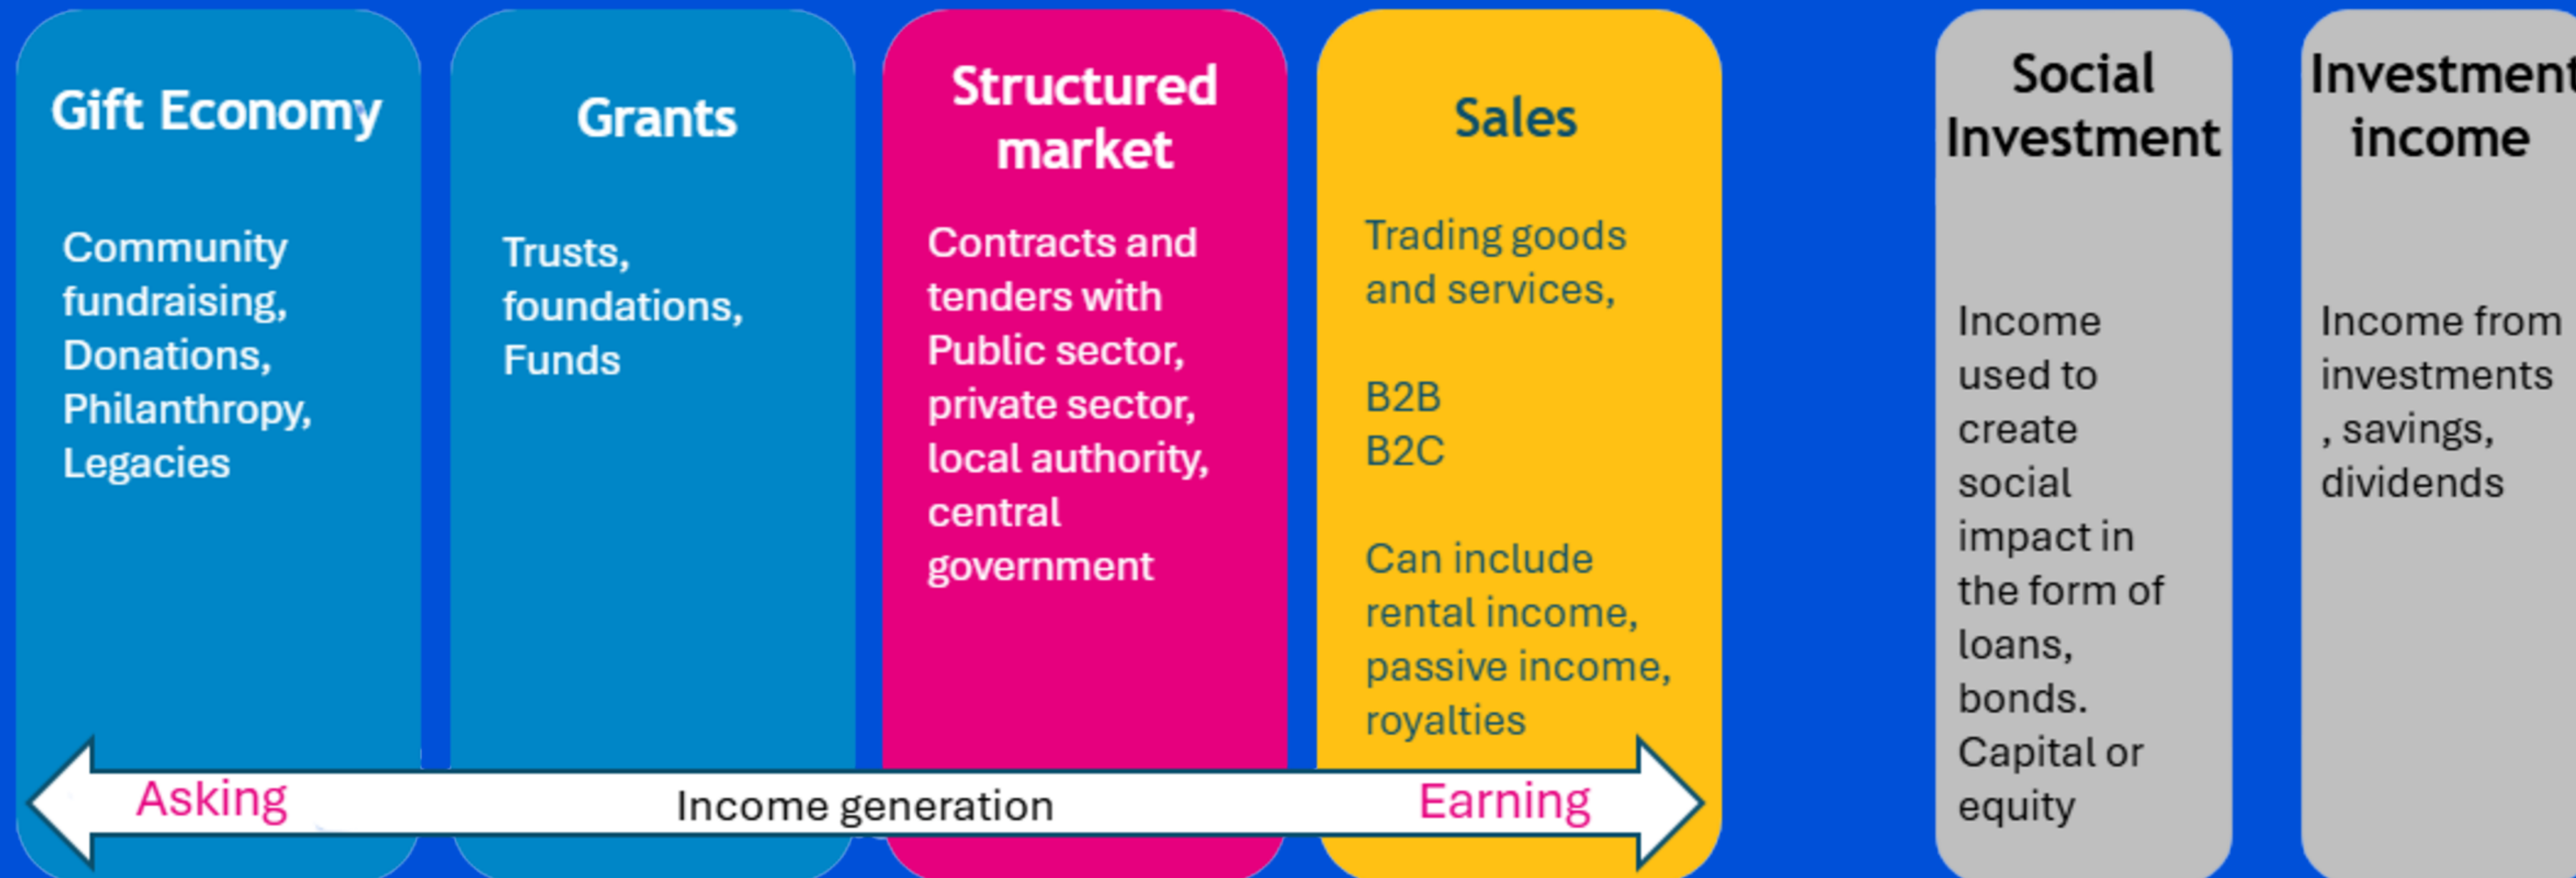 Gift Economy
Community
fundraising,
Donations,
Philanthropy,
Legacies
Grants
Trusts,
foundations,
Funds
Structured
market
Contracts and
tenders with
Public sector,
private sector,
local authority,
central
government
Sales
Trading goods
and services,
B2B
B2C
Can include
rental income,
passive income,
royalties
Asking
Income generation
Earning
Social
Investment
Income
used to
create
social
impact in
the form of
loans,
bonds.
Capital or
equity
Investment
income
Income from
investments
, savings,
dividends